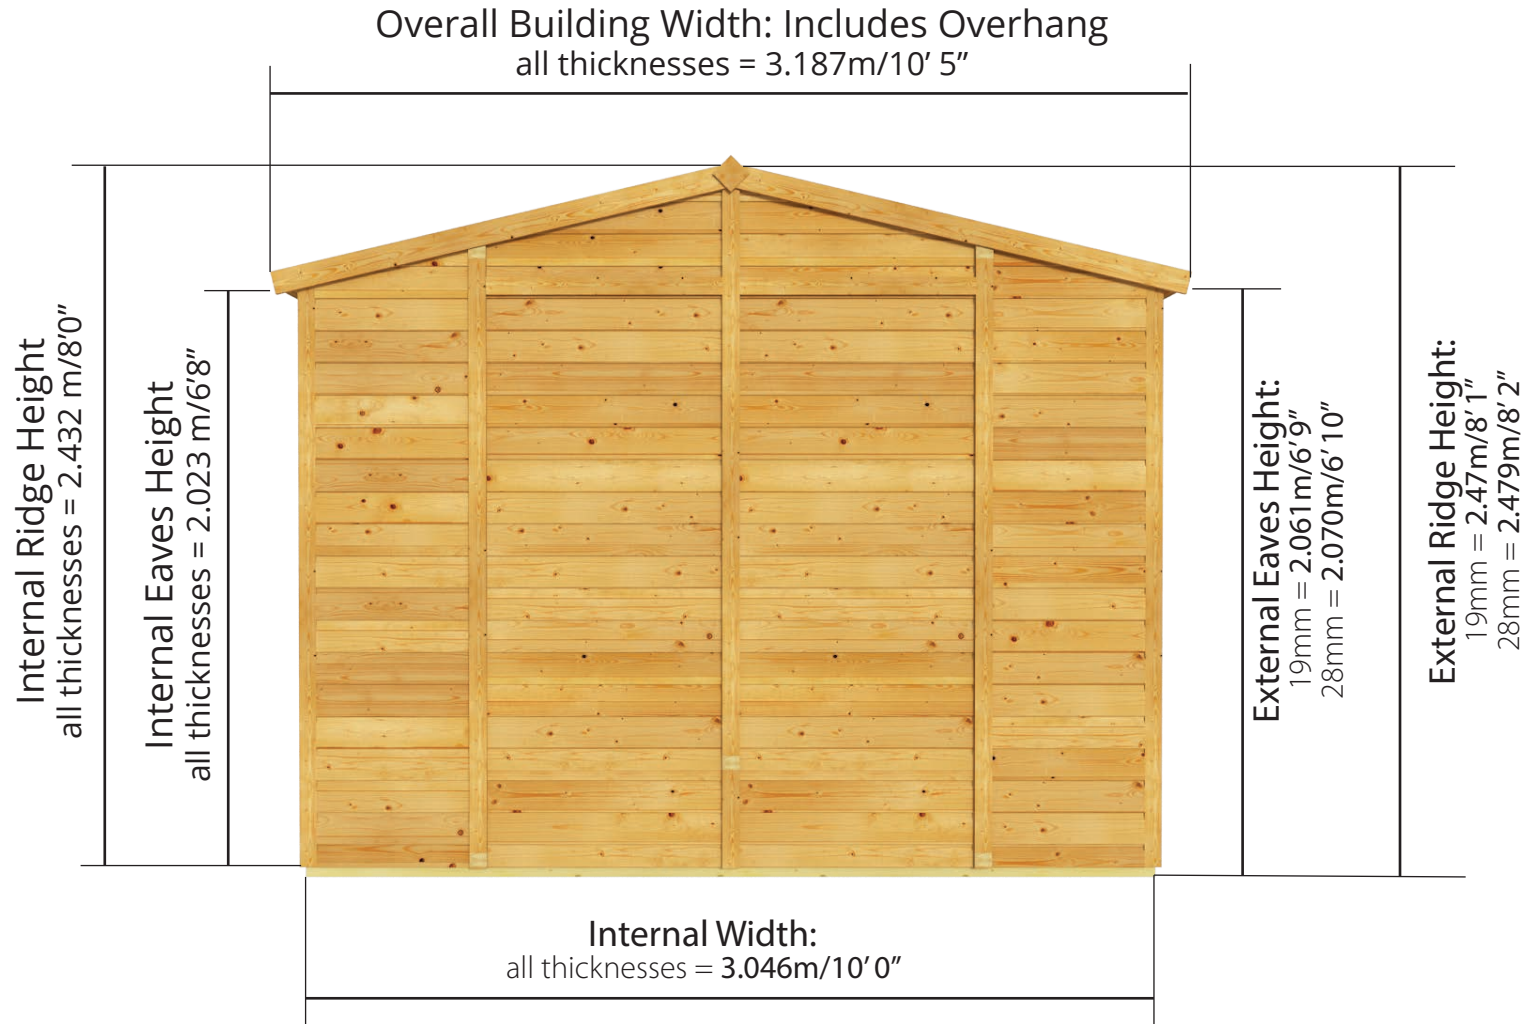 Overall Building Width: Includes Overhang
all thicknesses = 3.187m/10’ 5”
Internal Ridge Height
all thicknesses = 2.432 m/8’0”
Internal Eaves Height
all thicknesses = 2.023 m/6’8”
External Eaves Height:
19mm = 2.061m/6’ 9”
28mm = 2.070m/6’ 10”
External Ridge Height:
19mm = 2.47m/8’ 1”
28mm = 2.479m/8’ 2”
Internal Width:
all thicknesses = 3.046m/10’ 0”